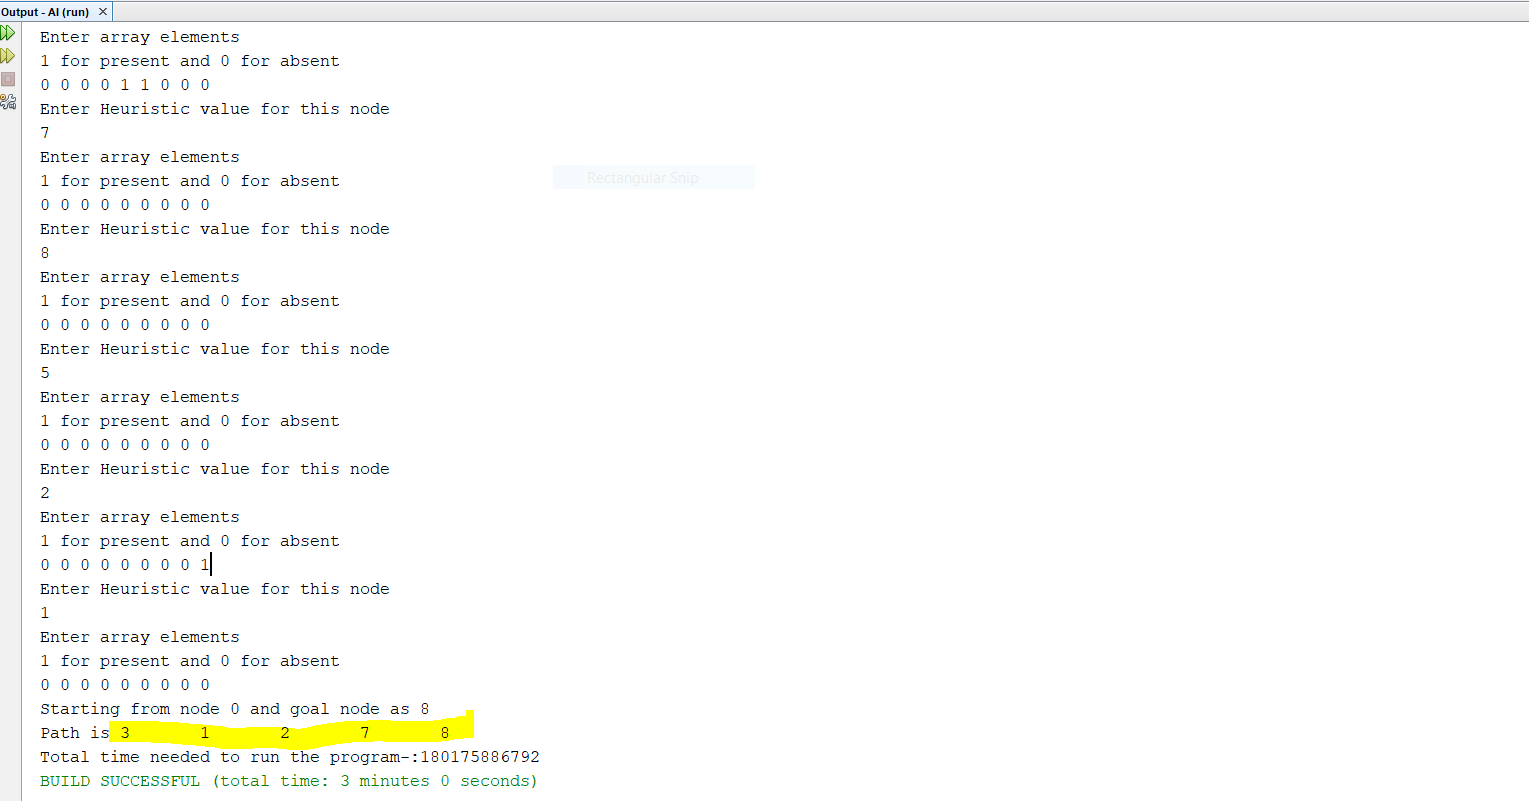 Output - AI (run) ×
Enter array elements
1 for present and 0 for absent
0 0 0 0 1 1 0 0 0
Enter Heuristic value for this node
7
Enter array elements
1 for present and 0 for absent
Rectangular Snip
0 0 0 0 0 0 0 0 0
Enter Heuristic value for this node
8
Enter array elements
1 for present and 0 for absent
0 0 0 0 0 0 0 0 0
Enter Heuristic value for this node
5
Enter array elements
1 for present and 0 for absent
0 0 0 0 0 0 0 0 0
Enter Heuristic value for this node
2
Enter array elements
1 for present and 0 for absent
0 0 0 0 0 0 0 0 1
Enter Heuristic value for this node
1
Enter array elements
1 for present and 0 for absent
0 0 0 0 0 0 0 0 0
Starting from node 0 and goal node as 8
Path is 3 1 2 7 8
Total time needed to run the program-:180175886792
BUILD SUCCESSFUL (total time: 3 minutes 0 seconds)